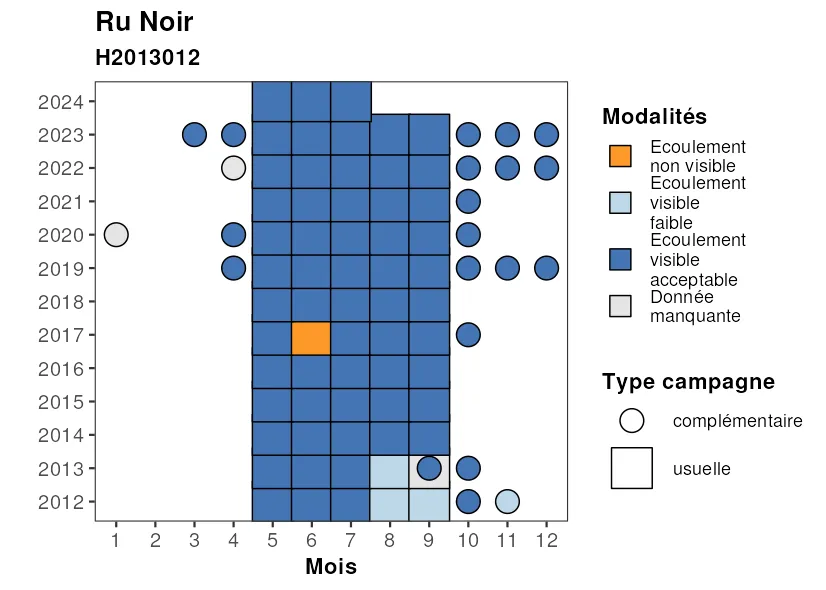 Ru Noir
H2013012
2024
2023
2022
2021
2020
2019
2018
2017
2016
2015
2014
2013
2012
1 2 3 4 5 6 7 8 9 10 11 12
Mois
Modalités
Ecoulement
non visible
Ecoulement
visible
faible
Ecoulement
visible
acceptable
Donnée
manquante
Type campagne
complémentaire
usuelle